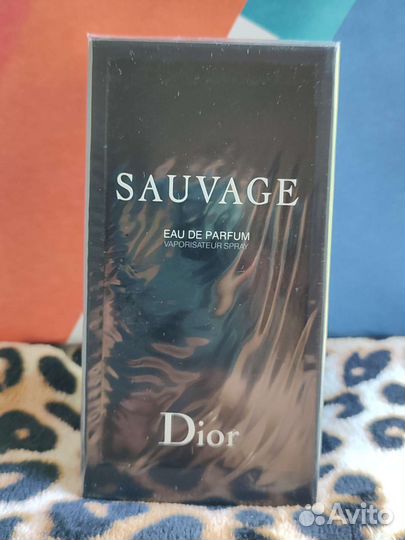 SAUVAGE
EAU DE PARFUM
VAPORISATEUR SPRAY
Dior
Avito